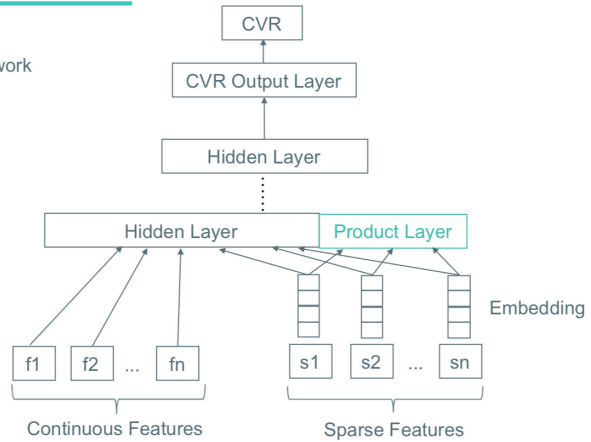 CVR
CVR Output Layer
Hidden Layer
Hidden Layer
Product Layer
Embedding
f1 f2 ... fn
s1 s2 ... sn
Continuous Features
Sparse Features